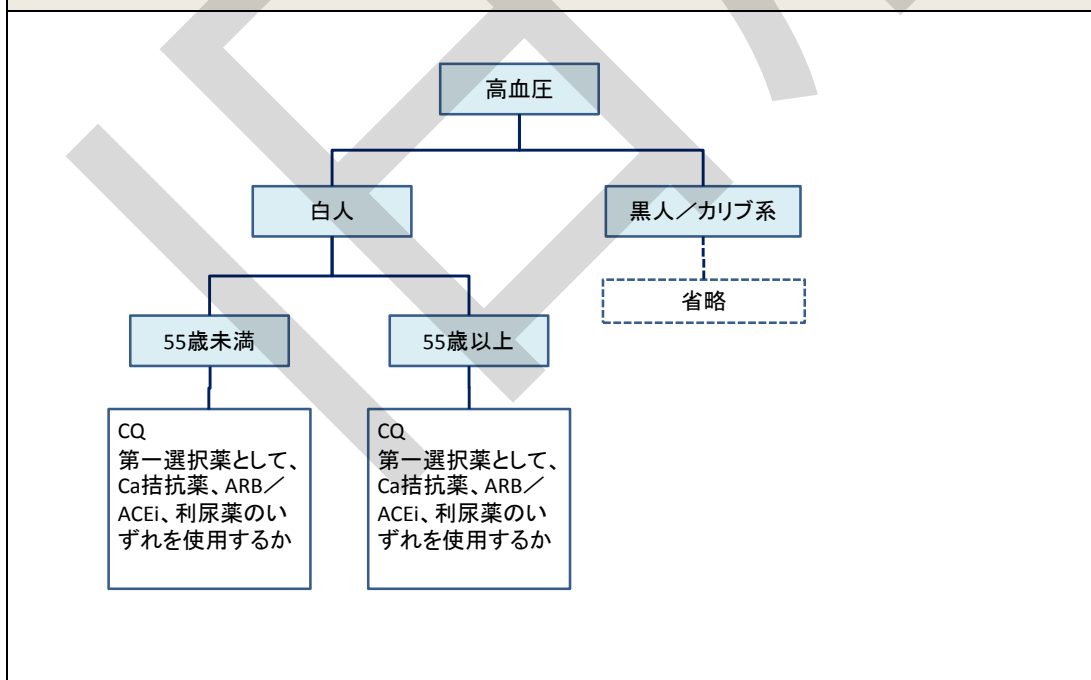 高血圧
白人
黒人／カリブ系
省略
55歳未満
55歳以上
CQ
第一選択薬として、
Ca拮抗薬、ARB／
ACEi、利尿薬のい
ずれを使用するか
CQ
第一選択薬として、
Ca拮抗薬、ARB／
ACEi、利尿薬のい
ずれを使用するか